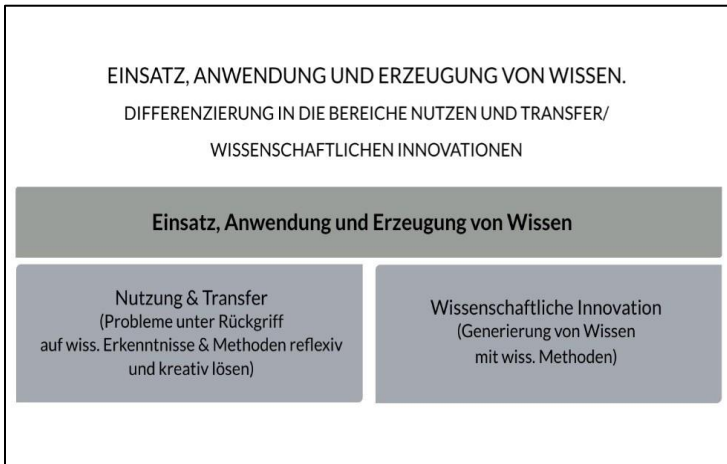 EINSATZ, ANWENDUNG UND ERZEUGUNG VON WISSEN.
DIFFERENZIERUNG IN DIE BEREICHE NUTZEN UND TRANSFER/
WISSENSCHAFTLICHEN INNOVATIONEN
Einsatz, Anwendung und Erzeugung von Wissen
Nutzung & Transfer
(Probleme unter Rückgriff
auf wiss. Erkenntnisse & Methoden reflexiv
und kreativ lösen)
Wissenschaftliche Innovation
(Generierung von Wissen
mit wiss. Methoden)